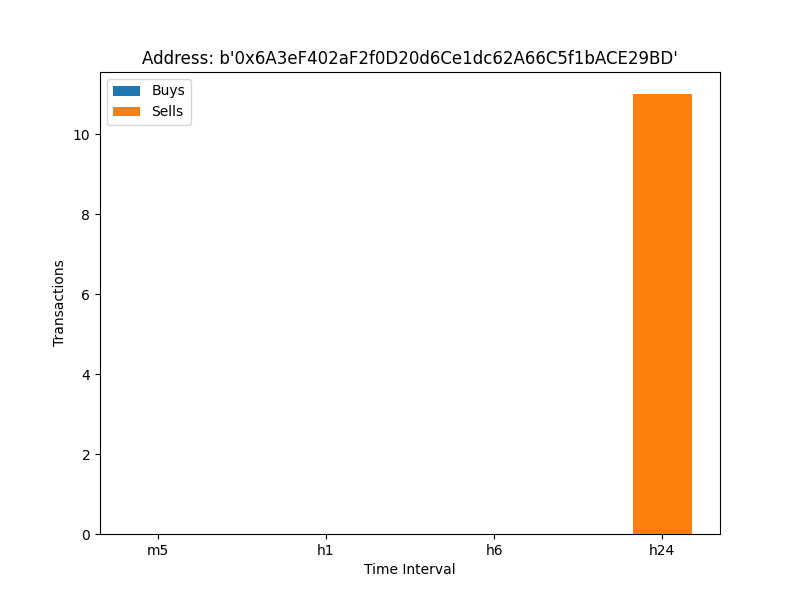 Address: b'0x6A3eF402aF2f0D20d6Ce1dc62A66C5f1bACE29BD'
Buys
Sells
10
8
6
4
2
0
Transactions
m5 h1 h6 h24
Time Interval